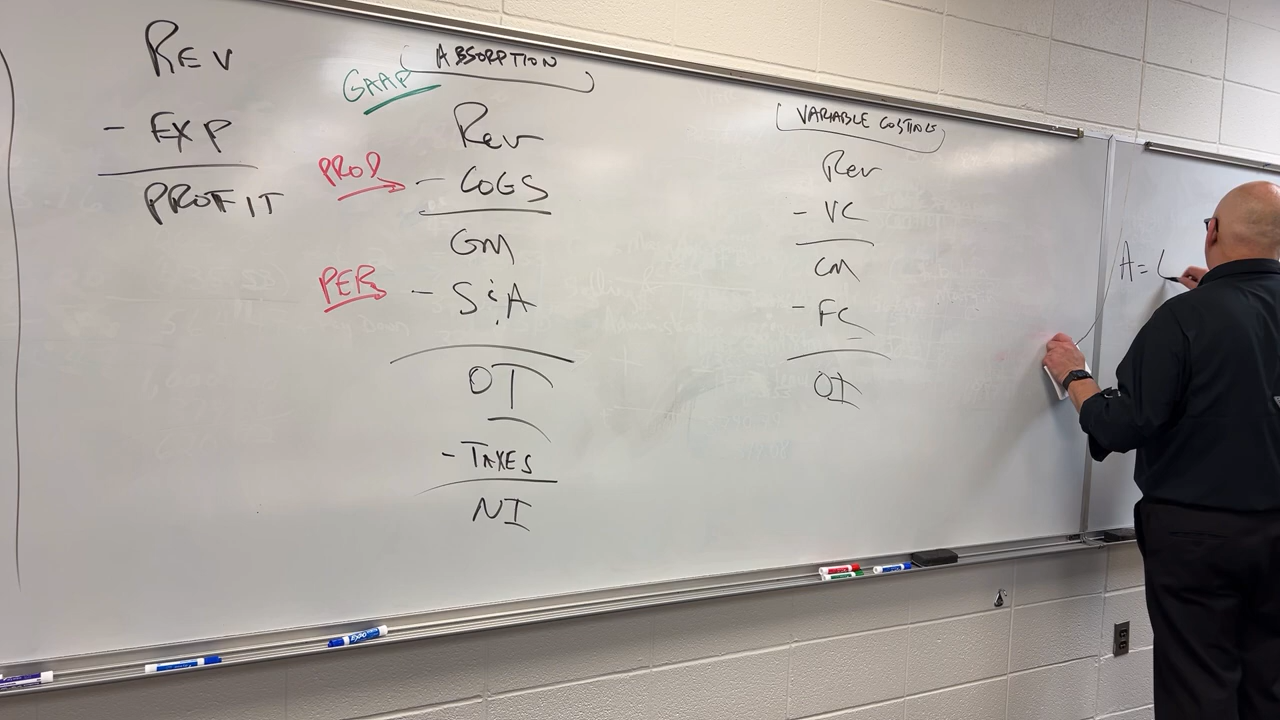 REV
- EXP
PROFIT
GAAP
ABSORPTION
Rev
PROD
- COGS
GM
PER
- S&A
OI
- TAXES
NI
VARIABLE COSTING
Rev
- VC
CM
- FC
OI
A = L
EXPO